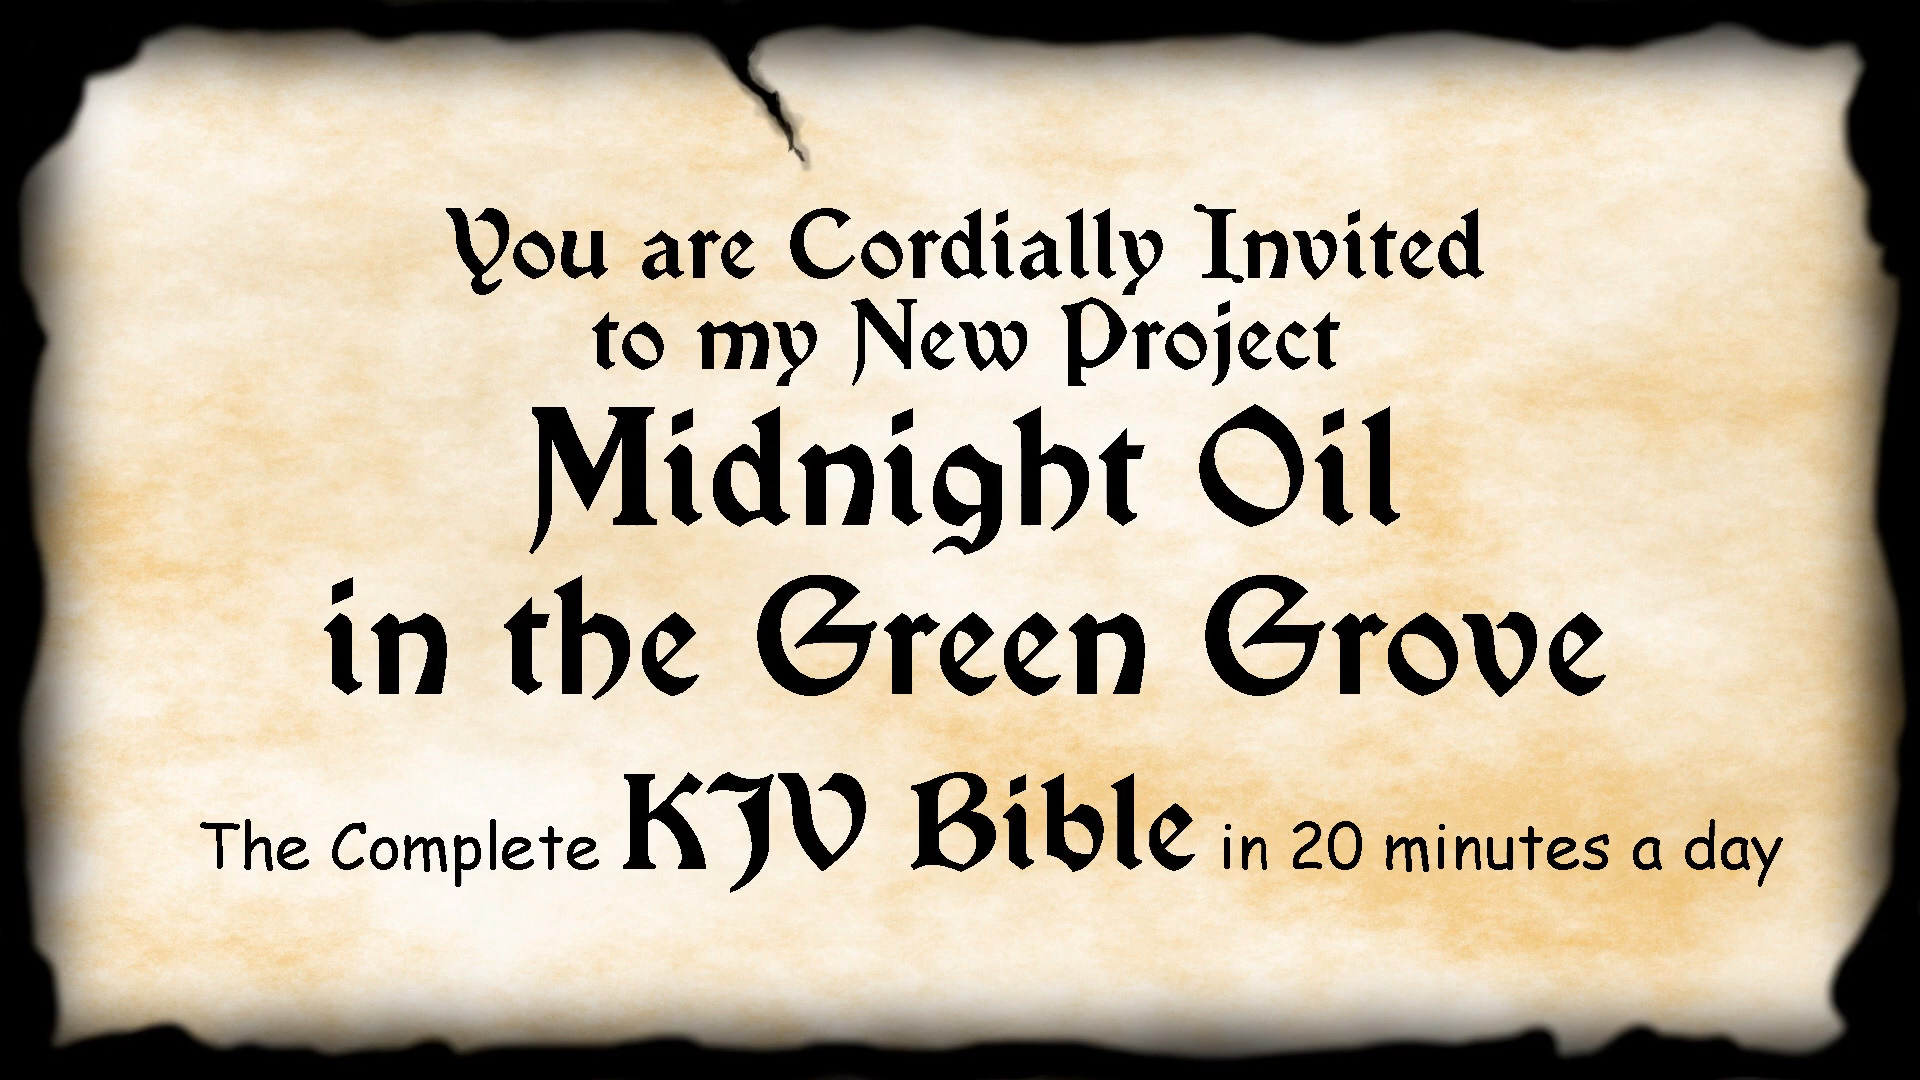 You are Cordially Invited
to my New Project
Midnight Oil
in the Green Grove
The Complete KJV Bible in 20 minutes a day